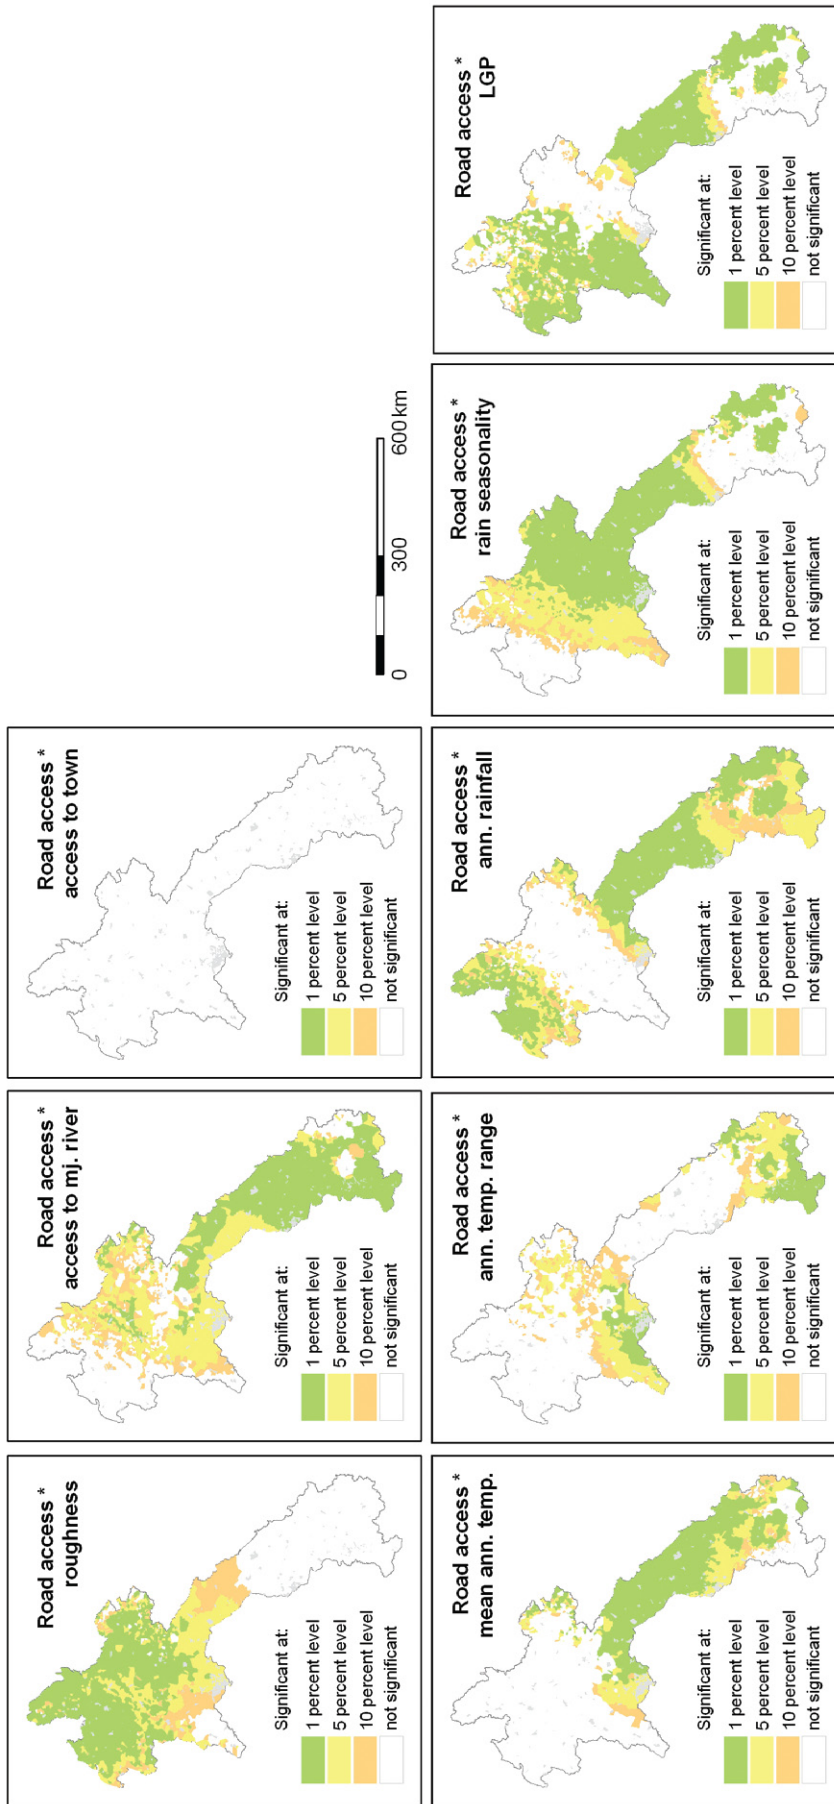 Road access *
roughness
Significant at:
1 percent level
5 percent level
10 percent level
not significant
Road access *
access to mj. river
Significant at:
1 percent level
5 percent level
10 percent level
not significant
Road access *
access to town
Significant at:
1 percent level
5 percent level
10 percent level
not significant
0 300 600 km
Road access *
mean ann. temp.
Significant at:
1 percent level
5 percent level
10 percent level
not significant
Road access *
ann. temp. range
Significant at:
1 percent level
5 percent level
10 percent level
not significant
Road access *
ann. rainfall
Significant at:
1 percent level
5 percent level
10 percent level
not significant
Road access *
rain seasonality
Significant at:
1 percent level
5 percent level
10 percent level
not significant
Road access *
LGP
Significant at:
1 percent level
5 percent level
10 percent level
not significant